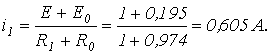 i₁ = (E + E₀) / (R₁ + R₀) = (1 + 0,195) / (1 + 0,974) = 0,605 A.